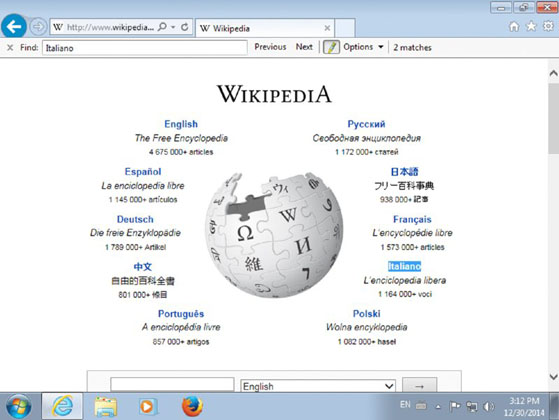 http://www.wikipedia...
Wikipedia
Find: Italiano
Previous Next Options 2 matches
WIKIPEDIA
English
The Free Encyclopedia
4 675 000+ articles
Русский
Свободная энциклопедия
1 172 000+ статей
Español
La enciclopedia libre
1 145 000+ artículos
日本語
フリー百科事典
938 000+ 記事
Deutsch
Die freie Enzyklopädie
1 789 000+ Artikel
Français
L'encyclopédie libre
1 573 000+ articles
中文
自由的百科全書
801 000+ 條目
Italiano
L'enciclopedia libera
1 164 000+ voci
Português
A enciclopédia livre
857 000+ artigos
Polski
Wolna encyklopedia
1 082 000+ haseł
Ω
W
И
維
ウィ
English
EN
3:12 PM
12/30/2014